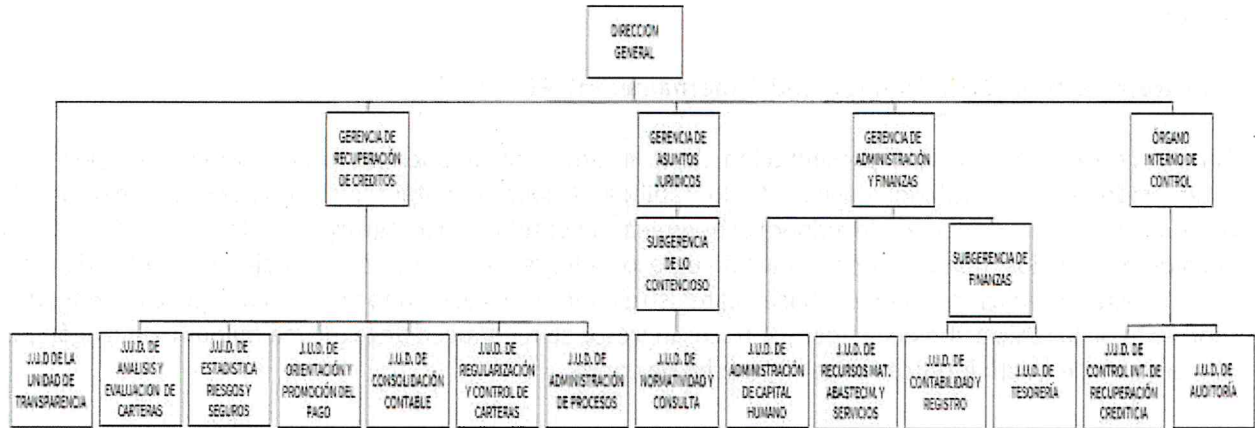 DIRECCION
GENERAL
GERENCIA DE
RECUPERACIÓN
DE CREDITOS
GERENCIA DE
ASUNTOS
JURIDICOS
GERENCIA DE
ADMINISTRACIÓN
Y FINANZAS
ÓRGANO
INTERNO DE
CONTROL
SUBGERENCIA
DE LO
CONTENCIOSO
SUBGERENCIA DE
FINANZAS
J.U.D DE LA
UNIDAD DE
TRANSPARENCIA
J.U.D. DE
ANALISIS Y
EVALUACION DE
CARTERAS
J.U.D. DE
ESTADISTICA
RIESGOS Y
SEGUROS
J.U.D. DE
ORIENTACIÓN Y
PROMOCIÓN DEL
PAGO
J.U.D. DE
CONSOLIDACIÓN
CONTABLE
J.U.D. DE
REGULARIZACIÓN
Y CONTROL DE
CARTERAS
J.U.D. DE
ADMINISTRACIÓN
DE PROCESOS
J.U.D. DE
NORMATIVIDAD Y
CONSULTA
J.U.D. DE
ADMINISTRACIÓN
DE CAPITAL
HUMANO
J.U.D. DE
RECURSOS MAT.
ABASTECIM. Y
SERVICIOS
J.U.D. DE
CONTABILIDAD Y
REGISTRO
J.U.D. DE
TESORERÍA
J.U.D. DE
CONTROL INT. DE
RECUPERACIÓN
CREDITICIA
J.U.D. DE
AUDITORÍA